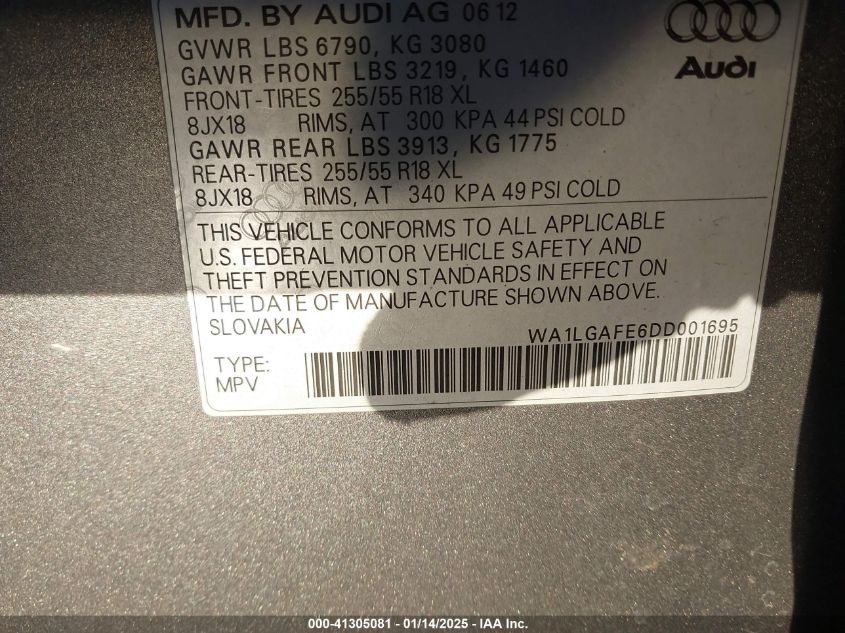 MFD. BY AUDI AG 06 12
GVWR LBS 6790, KG 3080
GAWR FRONT LBS 3219, KG 1460
FRONT-TIRES 255/55 R18 XL
8JX18 RIMS, AT 300 KPA 44 PSI COLD
GAWR REAR LBS 3913, KG 1775
REAR-TIRES 255/55 R18 XL
8JX18 RIMS, AT 340 KPA 49 PSI COLD
Audi
THIS VEHICLE CONFORMS TO ALL APPLICABLE
U.S. FEDERAL MOTOR VEHICLE SAFETY AND
THEFT PREVENTION STANDARDS IN EFFECT ON
THE DATE OF MANUFACTURE SHOWN ABOVE.
SLOVAKIA
WA1LGAFE6DD001695
TYPE:
MPV
000-41305081 - 01/14/2025 - IAA Inc.